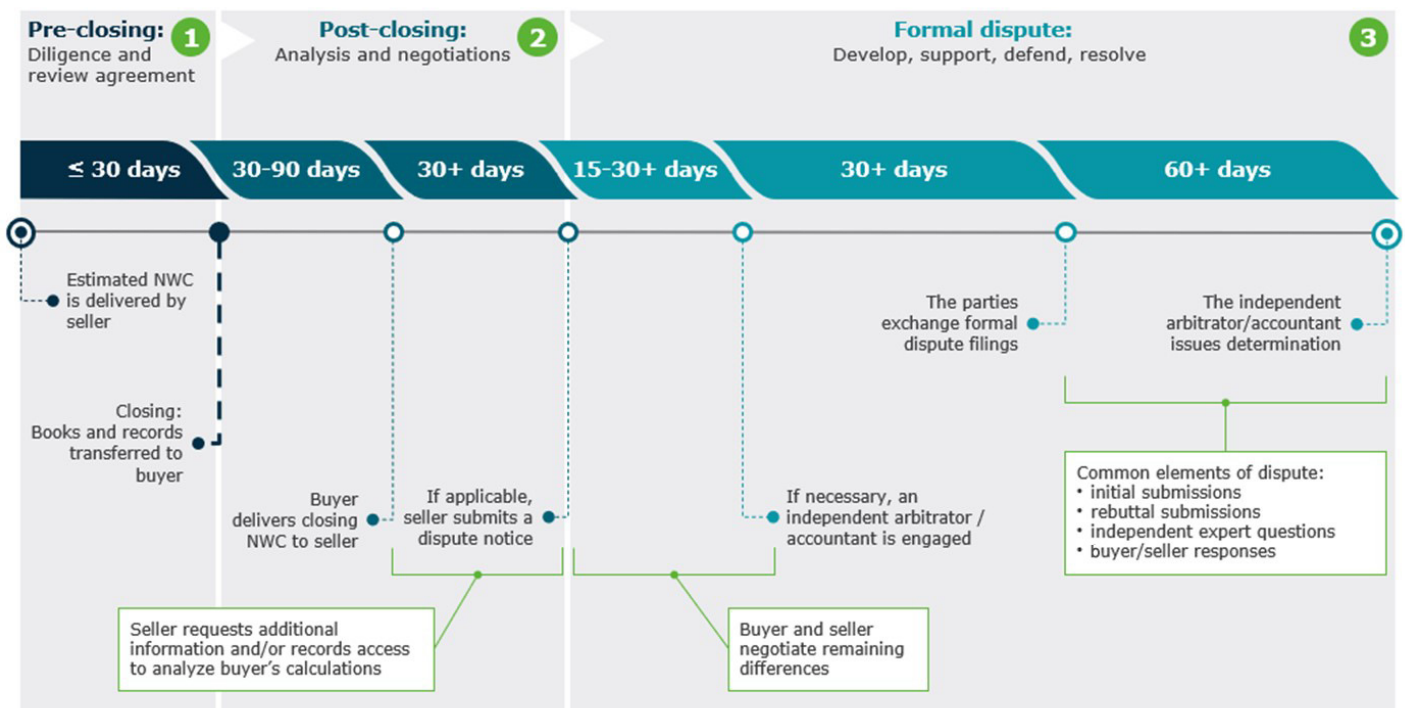 Pre-closing:
Diligence and
review agreement
1
Post-closing:
Analysis and negotiations
2
Formal dispute:
Develop, support, defend, resolve
3
≤ 30 days
30-90 days
30+ days
15-30+ days
30+ days
60+ days
Estimated NWC
is delivered by
seller
Closing:
Books and records
transferred to
buyer
Buyer
delivers closing
NWC to seller
If applicable,
seller submits a
dispute notice
If necessary, an
independent arbitrator /
accountant is engaged
The parties
exchange formal
dispute filings
The independent
arbitrator/accountant
issues determination
Seller requests additional
information and/or records access
to analyze buyer’s calculations
Buyer and seller
negotiate remaining
differences
Common elements of dispute:
• initial submissions
• rebuttal submissions
• independent expert questions
• buyer/seller responses